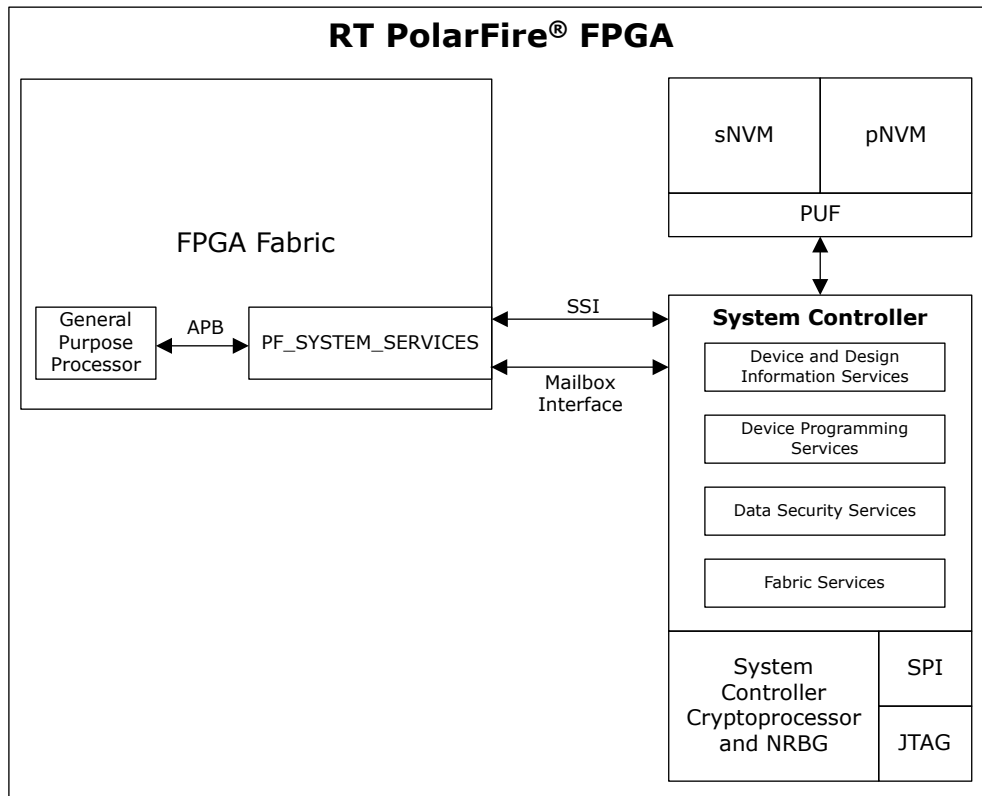 RT PolarFire® FPGA
FPGA Fabric
General
Purpose
Processor
APB
PF_SYSTEM_SERVICES
SSI
Mailbox
Interface
sNVM
pNVM
PUF
System Controller
Device and Design
Information Services
Device Programming
Services
Data Security Services
Fabric Services
System
Controller
Cryptoprocessor
and NRBG
SPI
JTAG